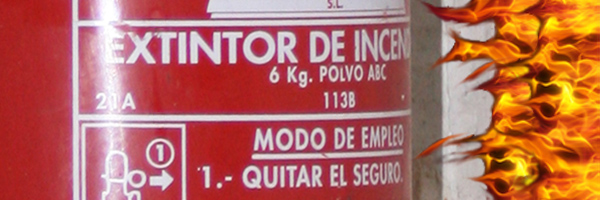 S.L.
EXTINTOR DE INCEN
6 Kg. POLVO ABC
21A 113B
MODO DE EMPLEO
1
1.- QUITAR EL SEGURO.